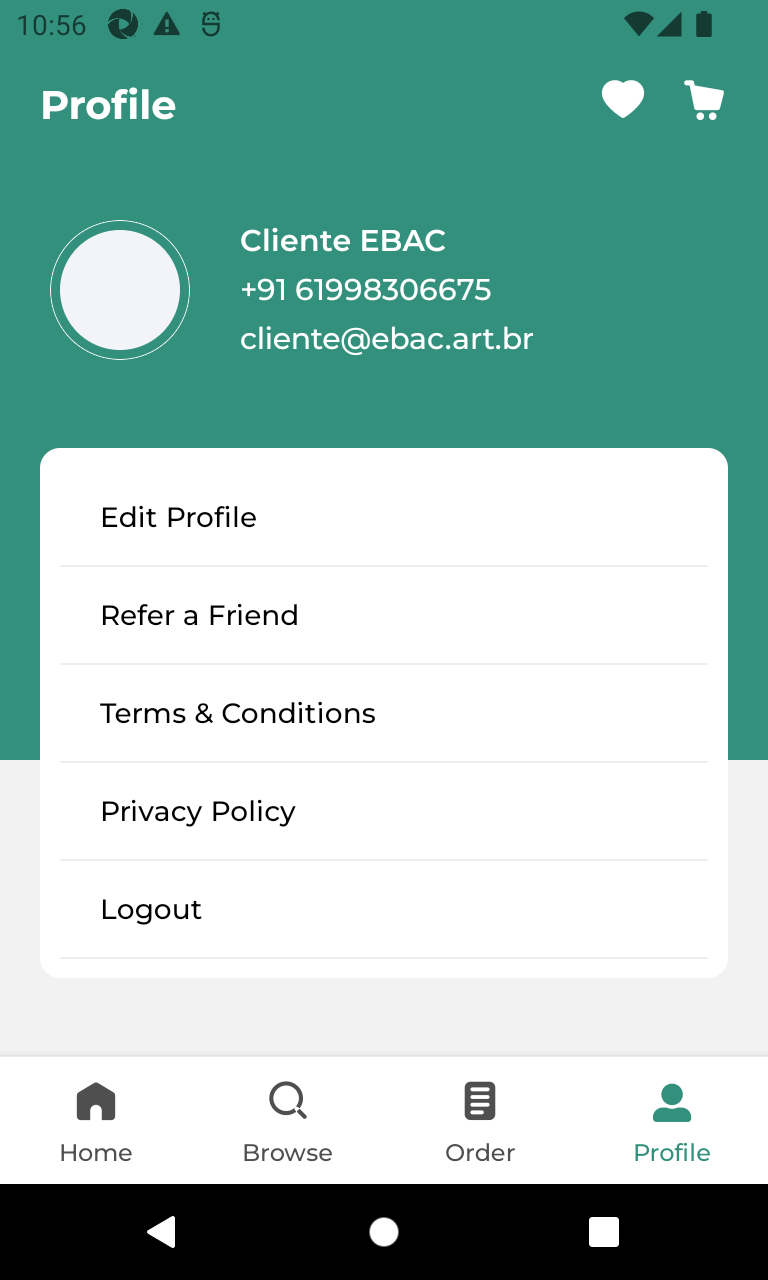 10:56
Profile
Cliente EBAC
+91 61998306675
cliente@ebac.art.br
Edit Profile
Refer a Friend
Terms & Conditions
Privacy Policy
Logout
Home
Browse
Order
Profile